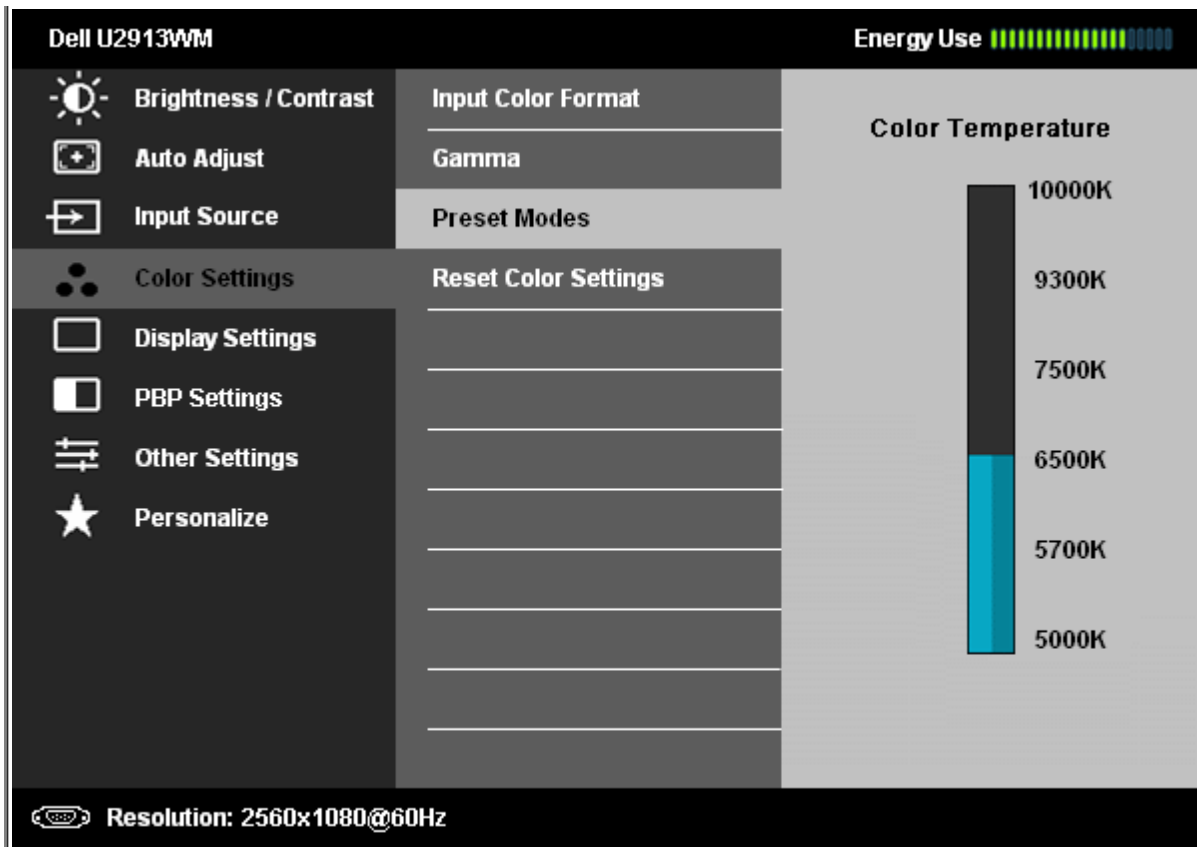 Dell U2913WM
Energy Use
Brightness / Contrast
Auto Adjust
Input Source
Color Settings
Display Settings
PBP Settings
Other Settings
Personalize
Input Color Format
Gamma
Preset Modes
Reset Color Settings
Color Temperature
10000K
9300K
7500K
6500K
5700K
5000K
Resolution: 2560x1080@60Hz